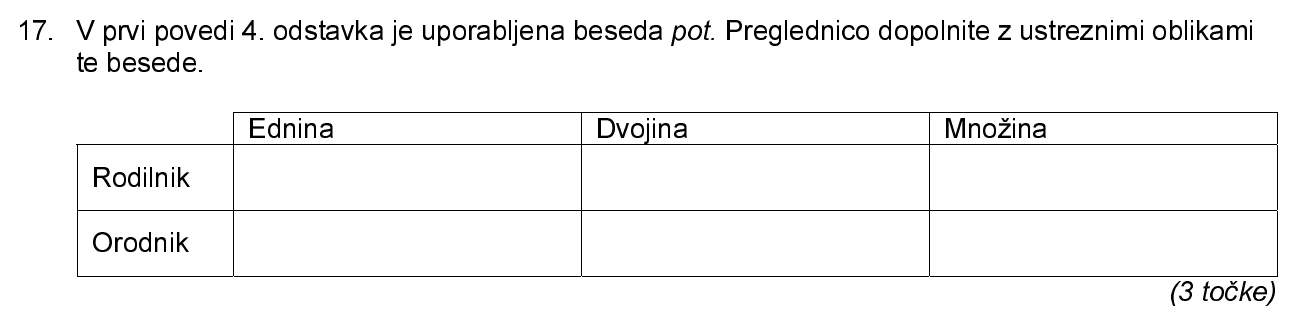 17. V prvi povedi 4. odstavka je uporabljena beseda pot. Preglednico dopolnite z ustreznimi oblikami
te besede.
Ednina Dvojina Množina
Rodilnik
Orodnik
(3 točke)